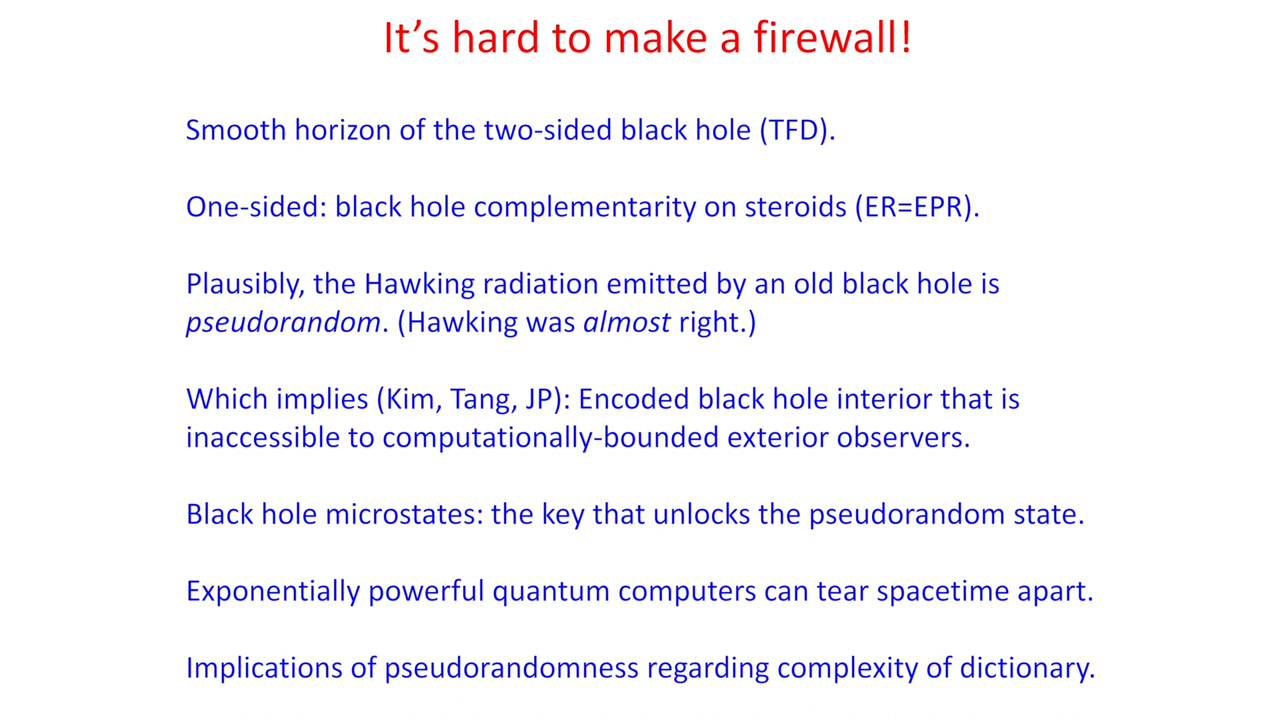 It’s hard to make a firewall!
Smooth horizon of the two-sided black hole (TFD).
One-sided: black hole complementarity on steroids (ER=EPR).
Plausibly, the Hawking radiation emitted by an old black hole is
pseudorandom. (Hawking was almost right.)
Which implies (Kim, Tang, JP): Encoded black hole interior that is
inaccessible to computationally-bounded exterior observers.
Black hole microstates: the key that unlocks the pseudorandom state.
Exponentially powerful quantum computers can tear spacetime apart.
Implications of pseudorandomness regarding complexity of dictionary.